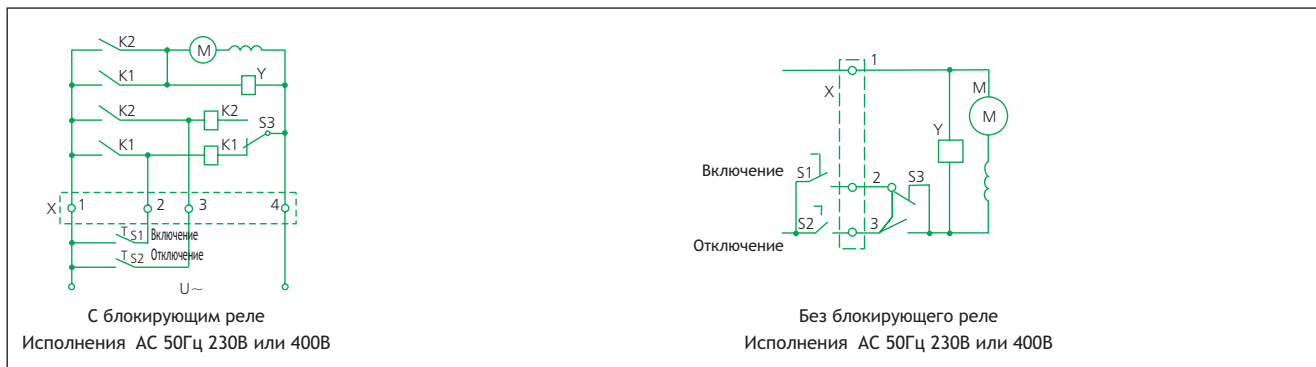 K2
M
K1
Y
K2
K2
S3
K1
K1
X
1
2
3
4
T S1 Включение
T S2 Отключение
U~
С блокирующим реле
Исполнения АС 50Гц 230В или 400В
1
X
M
M
Y
Включение
S1
2
S3
S2
3
Отключение
Без блокирующего реле
Исполнения АС 50Гц 230В или 400В